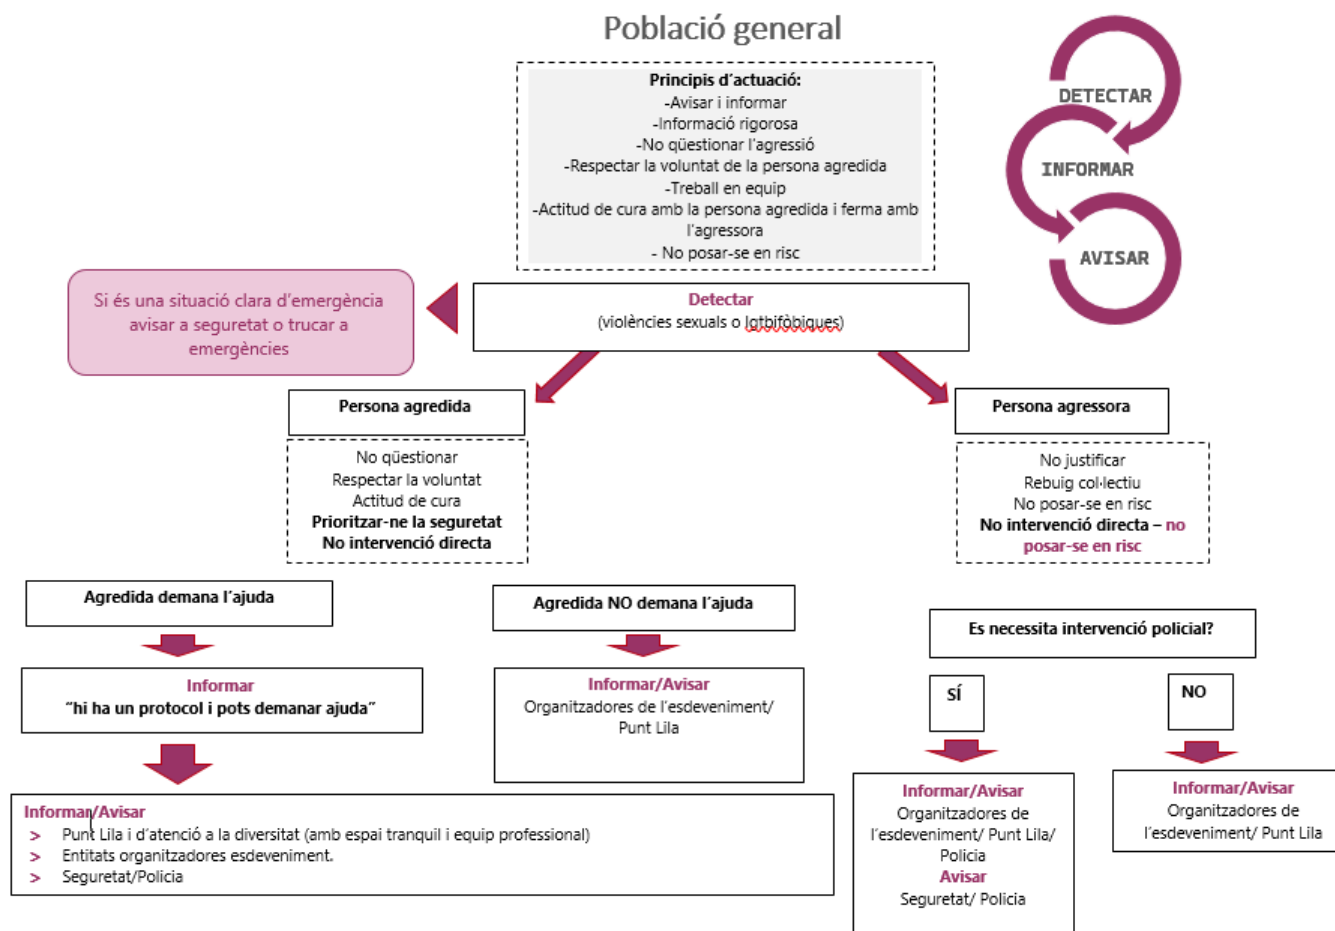 Població general
Principis d'actuació:
-Avisar i informar
-Informació rigorosa
-No qüestionar l'agressió
-Respectar la voluntat de la persona agredida
-Treball en equip
-Actitud de cura amb la persona agredida i ferma amb
l'agressora
- No posar-se en risc
DETECTAR
INFORMAR
AVISAR
Si és una situació clara d'emergència
avisar a seguretat o trucar a
emergències
Detectar
(violències sexuals o lgtbifòbiques)
Persona agredida
No qüestionar
Respectar la voluntat
Actitud de cura
Prioritzar-ne la seguretat
No intervenció directa
Persona agressora
No justificar
Rebuig col·lectiu
No posar-se en risc
No intervenció directa – no
posar-se en risc
Agredida demana l'ajuda
Informar
"hi ha un protocol i pots demanar ajuda"
Agredida NO demana l'ajuda
Informar/Avisar
Organitzadores de l'esdeveniment/
Punt Lila
Informar/Avisar
> Punt Lila i d'atenció a la diversitat (amb espai tranquil i equip professional)
> Entitats organitzadores esdeveniment.
> Seguretat/Policia
Es necessita intervenció policial?
SÍ
Informar/Avisar
Organitzadores de
l'esdeveniment/ Punt Lila/
Policia
Avisar
Seguretat/ Policia
NO
Informar/Avisar
Organitzadores de
l'esdeveniment/ Punt Lila